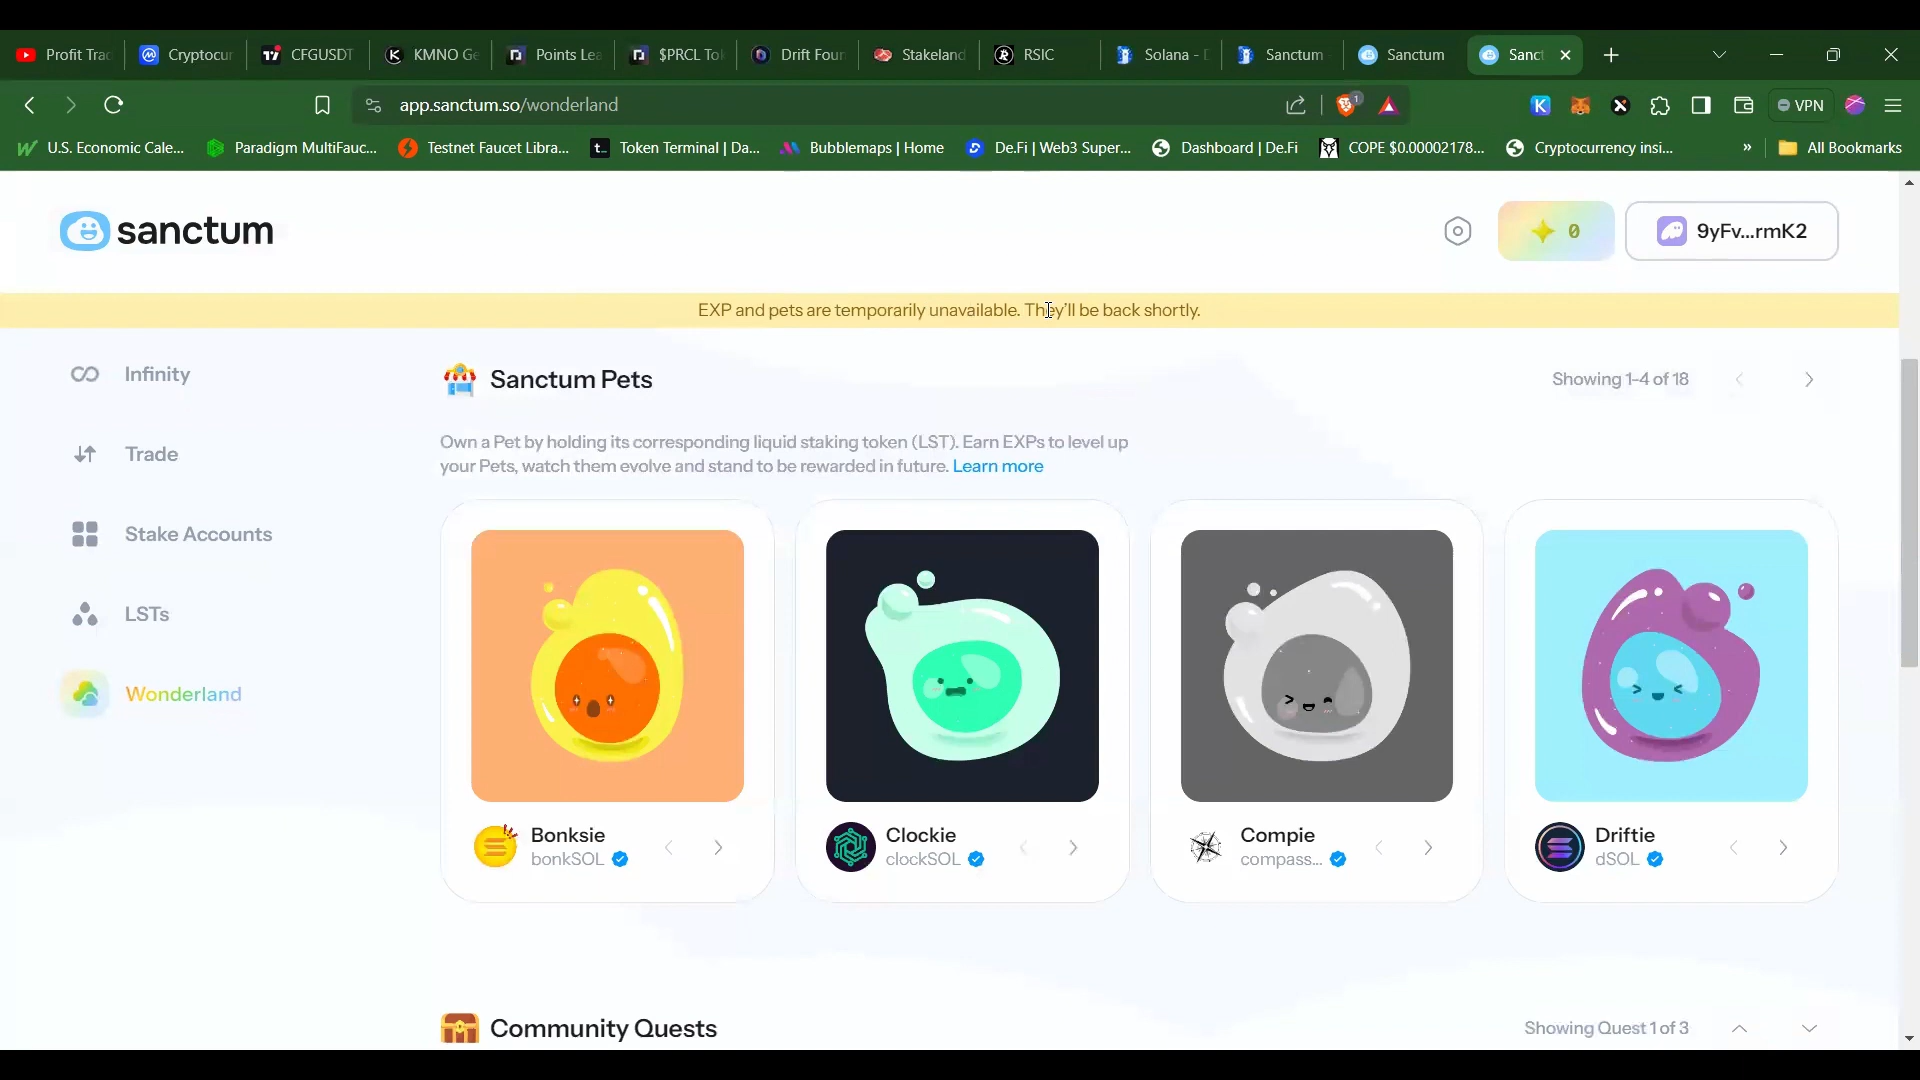 Profit Trac
Cryptocur
CFGUSDT
KMNO Ge
Points Lea
$PRCL Tok
Drift Foun
Stakeland
RSIC
Solana - D
Sanctum
Sanctum
Sanct
app.sanctum.so/wonderland
1
VPN
U.S. Economic Cale...
Paradigm MultiFauc...
Testnet Faucet Libra...
Token Terminal | Da...
Bubblemaps | Home
De.Fi | Web3 Super...
Dashboard | De.Fi
COPE $0.00002178...
Cryptocurrency insi...
All Bookmarks
sanctum
0
9yFv...rmK2
EXP and pets are temporarily unavailable. They'll be back shortly.
Infinity
Trade
Stake Accounts
LSTs
Wonderland
Sanctum Pets
Showing 1-4 of 18
Own a Pet by holding its corresponding liquid staking token (LST). Earn EXPs to level up
your Pets, watch them evolve and stand to be rewarded in future. Learn more
Bonksie
bonkSOL
Clockie
clockSOL
Compie
compass...
Driftie
dSOL
Community Quests
Showing Quest 1 of 3